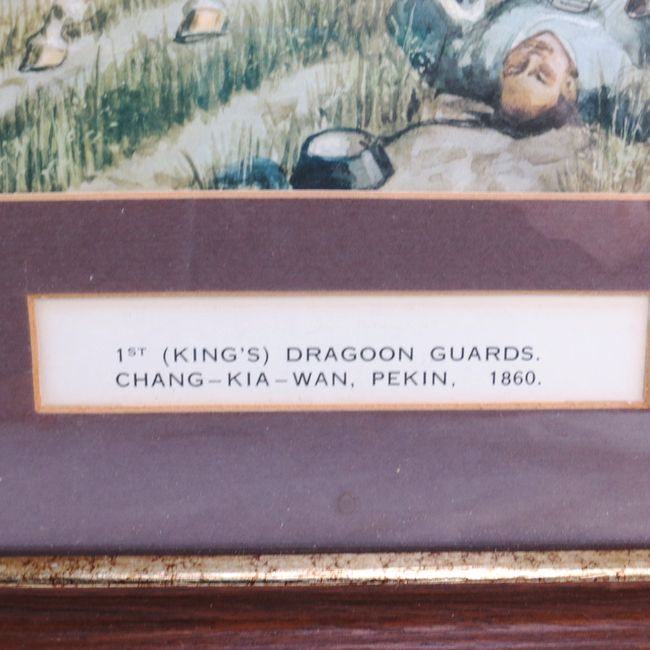 1ST (KING'S) DRAGOON GUARDS.
CHANG–KIA–WAN, PEKIN, 1860.